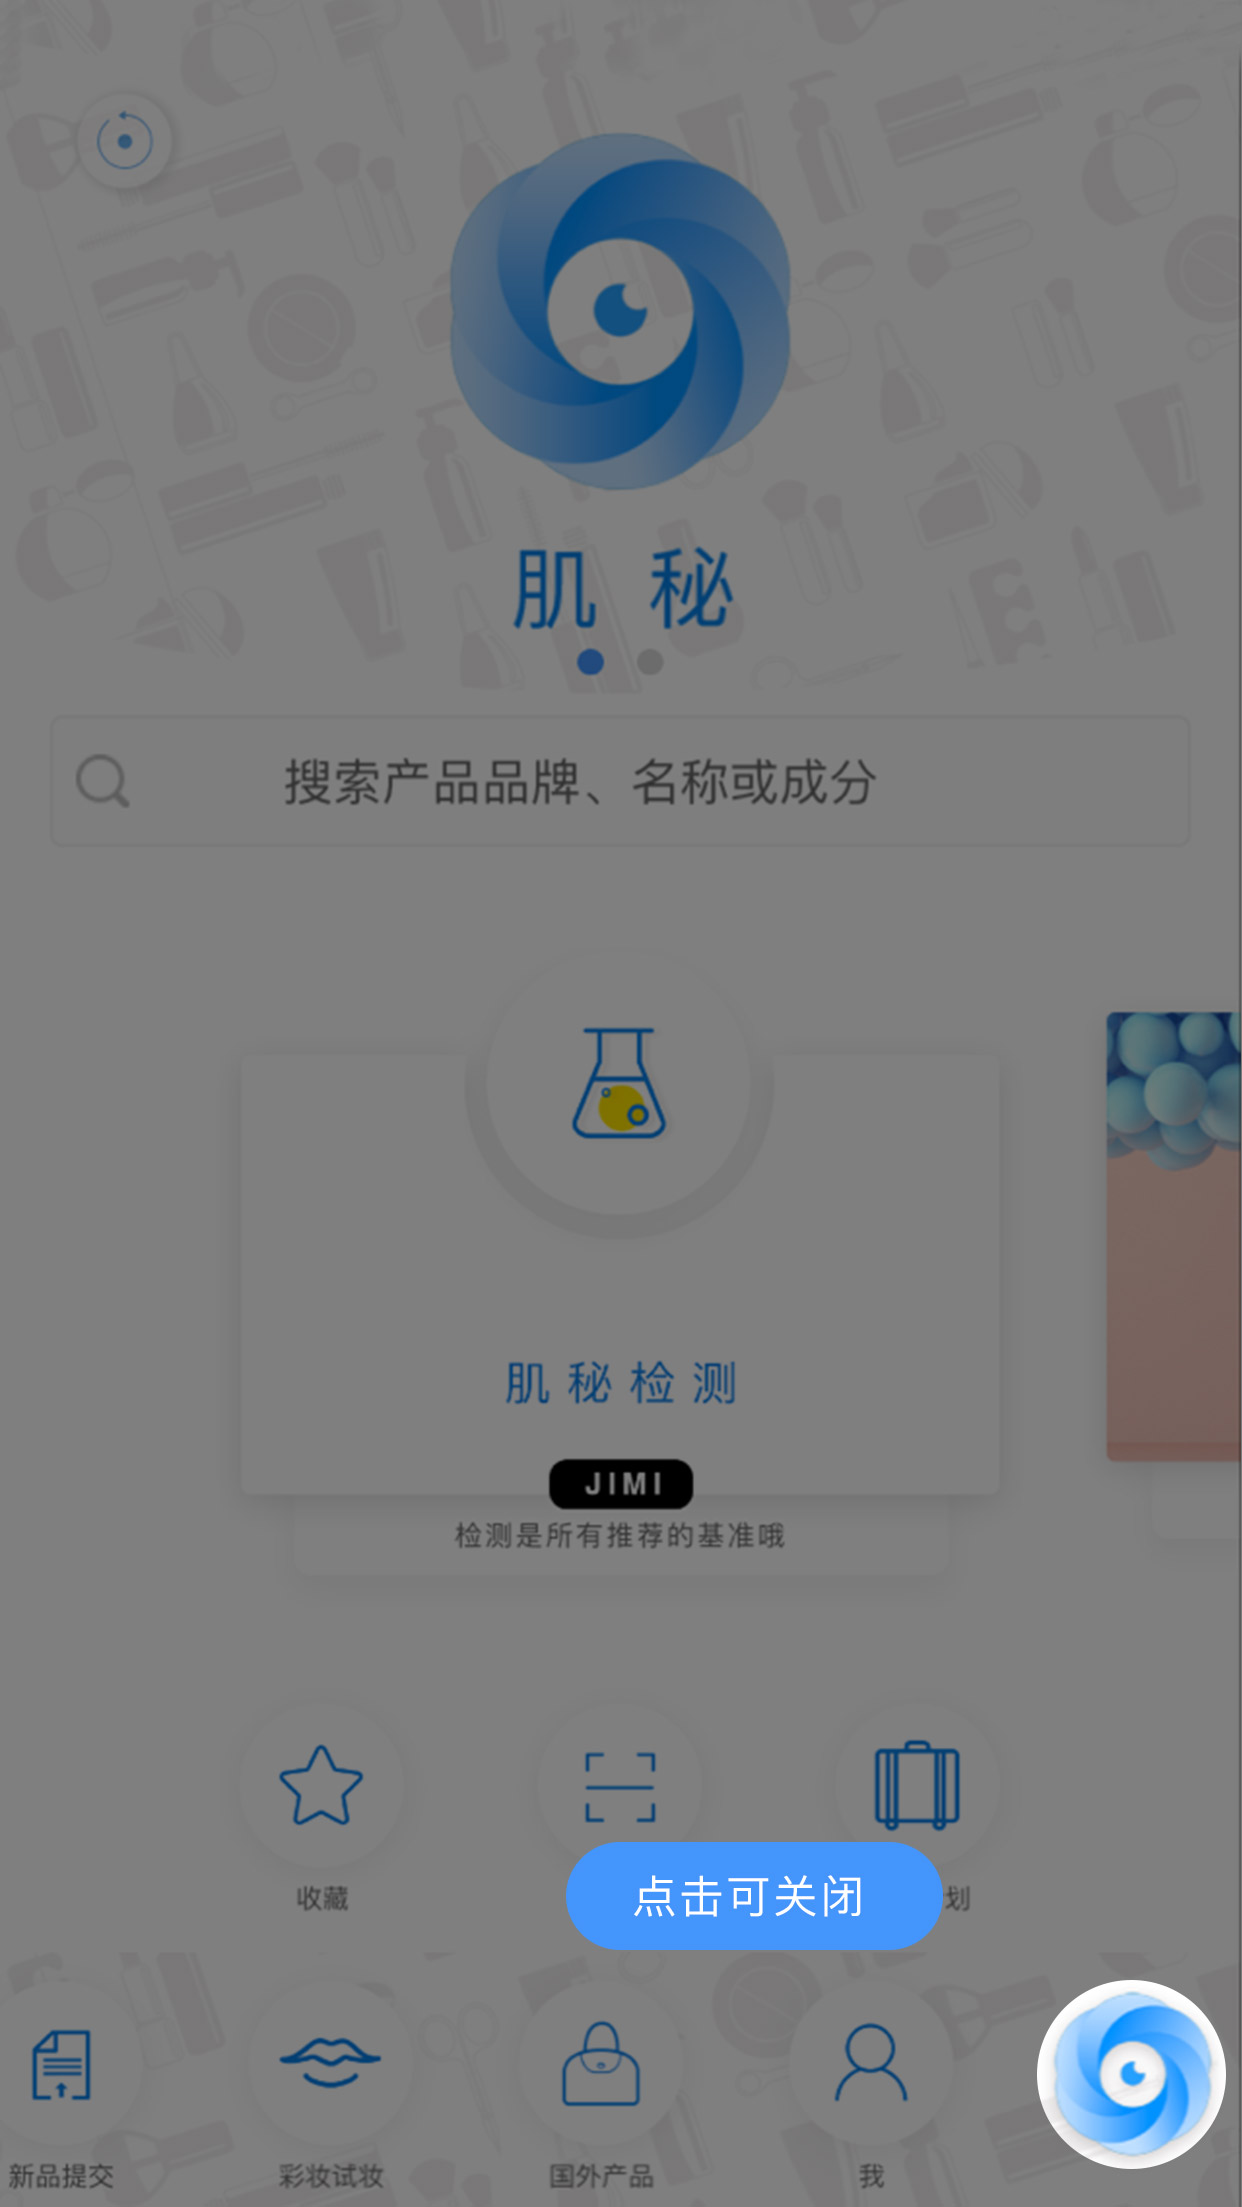 肌 秘
搜索产品品牌、名称或成分
肌秘检测
JIMI
检测是所有推荐的基准哦
收藏
划
点击可关闭
新品提交
彩妆试妆
国外产品
我